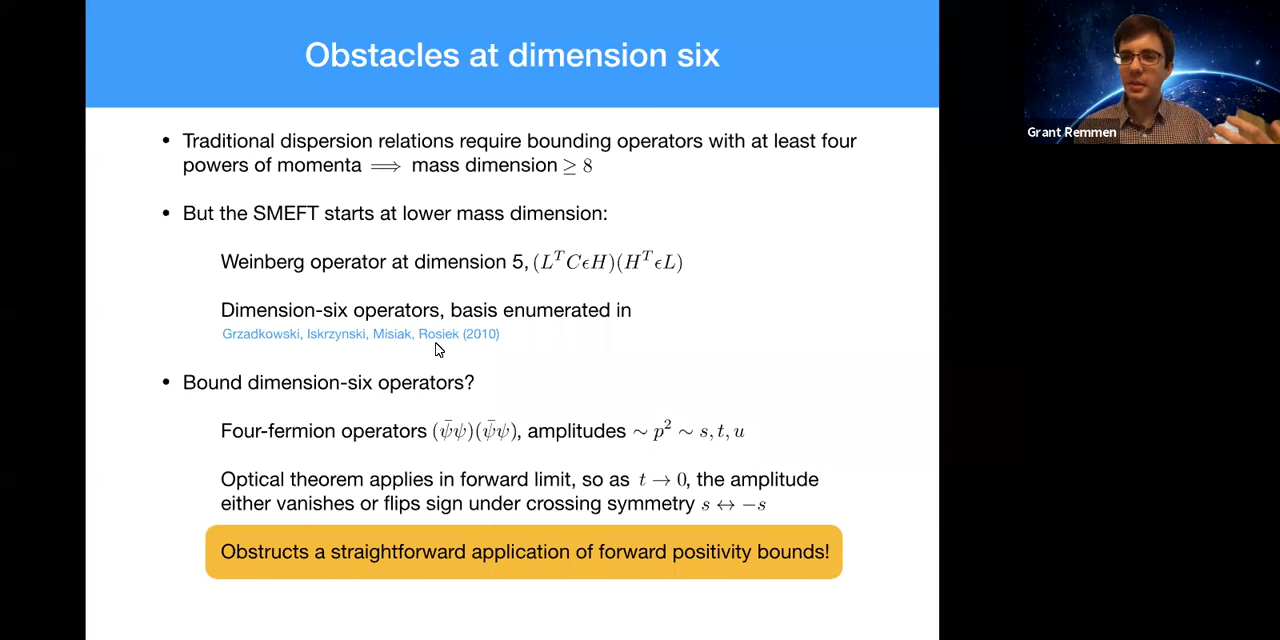 Obstacles at dimension six
Grant Remmen
• Traditional dispersion relations require bounding operators with at least four
powers of momenta ⟹ mass dimension ≥ 8
• But the SMEFT starts at lower mass dimension:
Weinberg operator at dimension 5, (L^T CϵH)(H^T ϵL)
Dimension-six operators, basis enumerated in
Grzadkowski, Iskrzynski, Misiak, Rosiek (2010)
• Bound dimension-six operators?
Four-fermion operators (ψ̄ψ)(ψ̄ψ), amplitudes ∼ p² ∼ s, t, u
Optical theorem applies in forward limit, so as t → 0, the amplitude
either vanishes or flips sign under crossing symmetry s ↔ −s
Obstructs a straightforward application of forward positivity bounds!